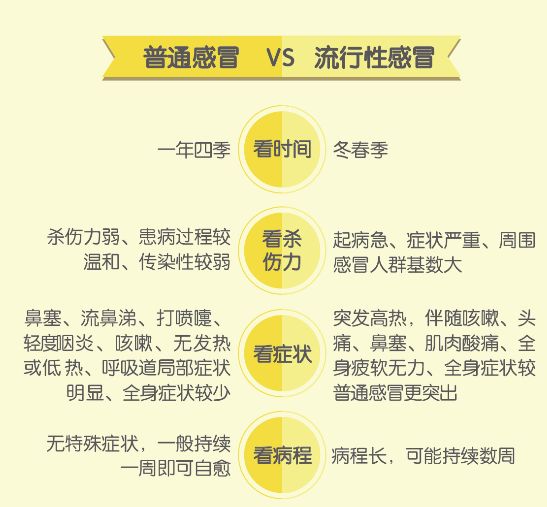 普通感冒 VS 流行性感冒
一年四季
看时间
冬春季
杀伤力弱、患病过程较
温和、传染性较弱
看杀
伤力
起病急、症状严重、周围
感冒人群基数大
鼻塞、流鼻涕、打喷嚏、
轻度咽炎、咳嗽、无发热
或低 热、呼吸道局部症状
明显、全身症状较少
看症状
突发高热，伴随咳嗽、头
痛、鼻塞、肌肉酸痛、全
身疲软无力、全身症状较
普通感冒更突出
无特殊症状，一般持续
一周即可自愈
看病程
病程长，可能持续数周